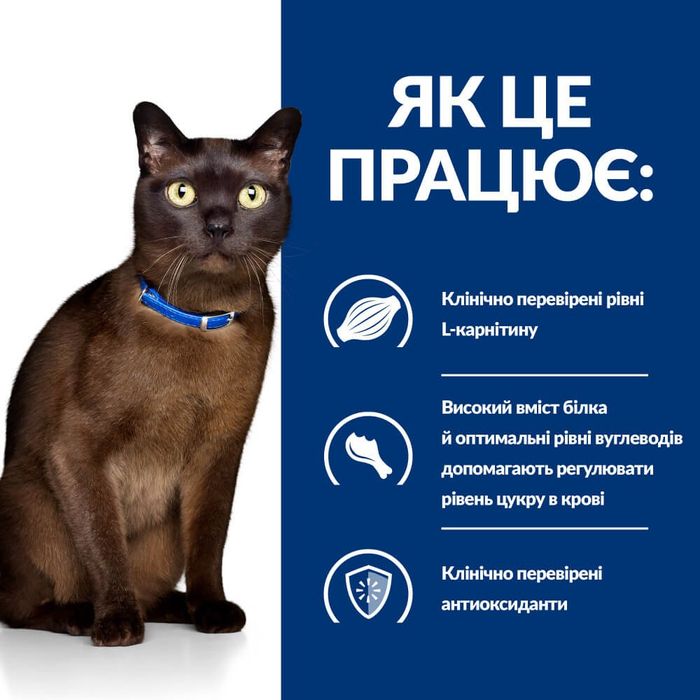 ЯК ЦЕ
ПРАЦЮЄ:
Клінічно перевірені рівні
L-карнітину
Високий вміст білка
й оптимальні рівні вуглеводів
допомагають регулювати
рівень цукру в крові
Клінічно перевірені
антиоксиданти